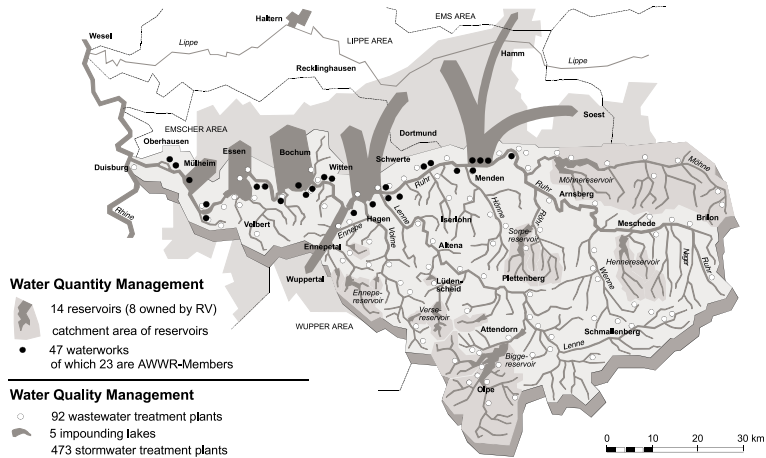 Wesel
Haltern
EMS AREA
Lippe
LIPPE AREA
Hamm
Lippe
Recklinghausen
Soest
EMSCHER AREA
Oberhausen
Dortmund
Essen
Bochum
Mülheim
Witten
Schwerte
Duisburg
Menden
Möhne
Möhnereservoir
Ruhr
Ruhr
Arnsberg
Rhine
Velbert
Hagen
Lenne
Iserlohn
Hönne
Röhr
Meschede
Brilon
Ennepe
Volme
Ennepetal
Altena
Sorpe-
reservoir
Hennereservoir
Nega
Ruhr
Wuppertal
Plettenberg
Wenne
Ennepe-
reservoir
Lüden-
scheid
Verse-
reservoir
WUPPER AREA
Attendorn
Schmallenberg
Lenne
Bigge-
reservoir
Olpe
Water Quantity Management
14 reservoirs (8 owned by RV)
catchment area of reservoirs
47 waterworks
of which 23 are AWWR-Members
Water Quality Management
92 wastewater treatment plants
5 impounding lakes
473 stormwater treatment plants
0 10 20 30 km